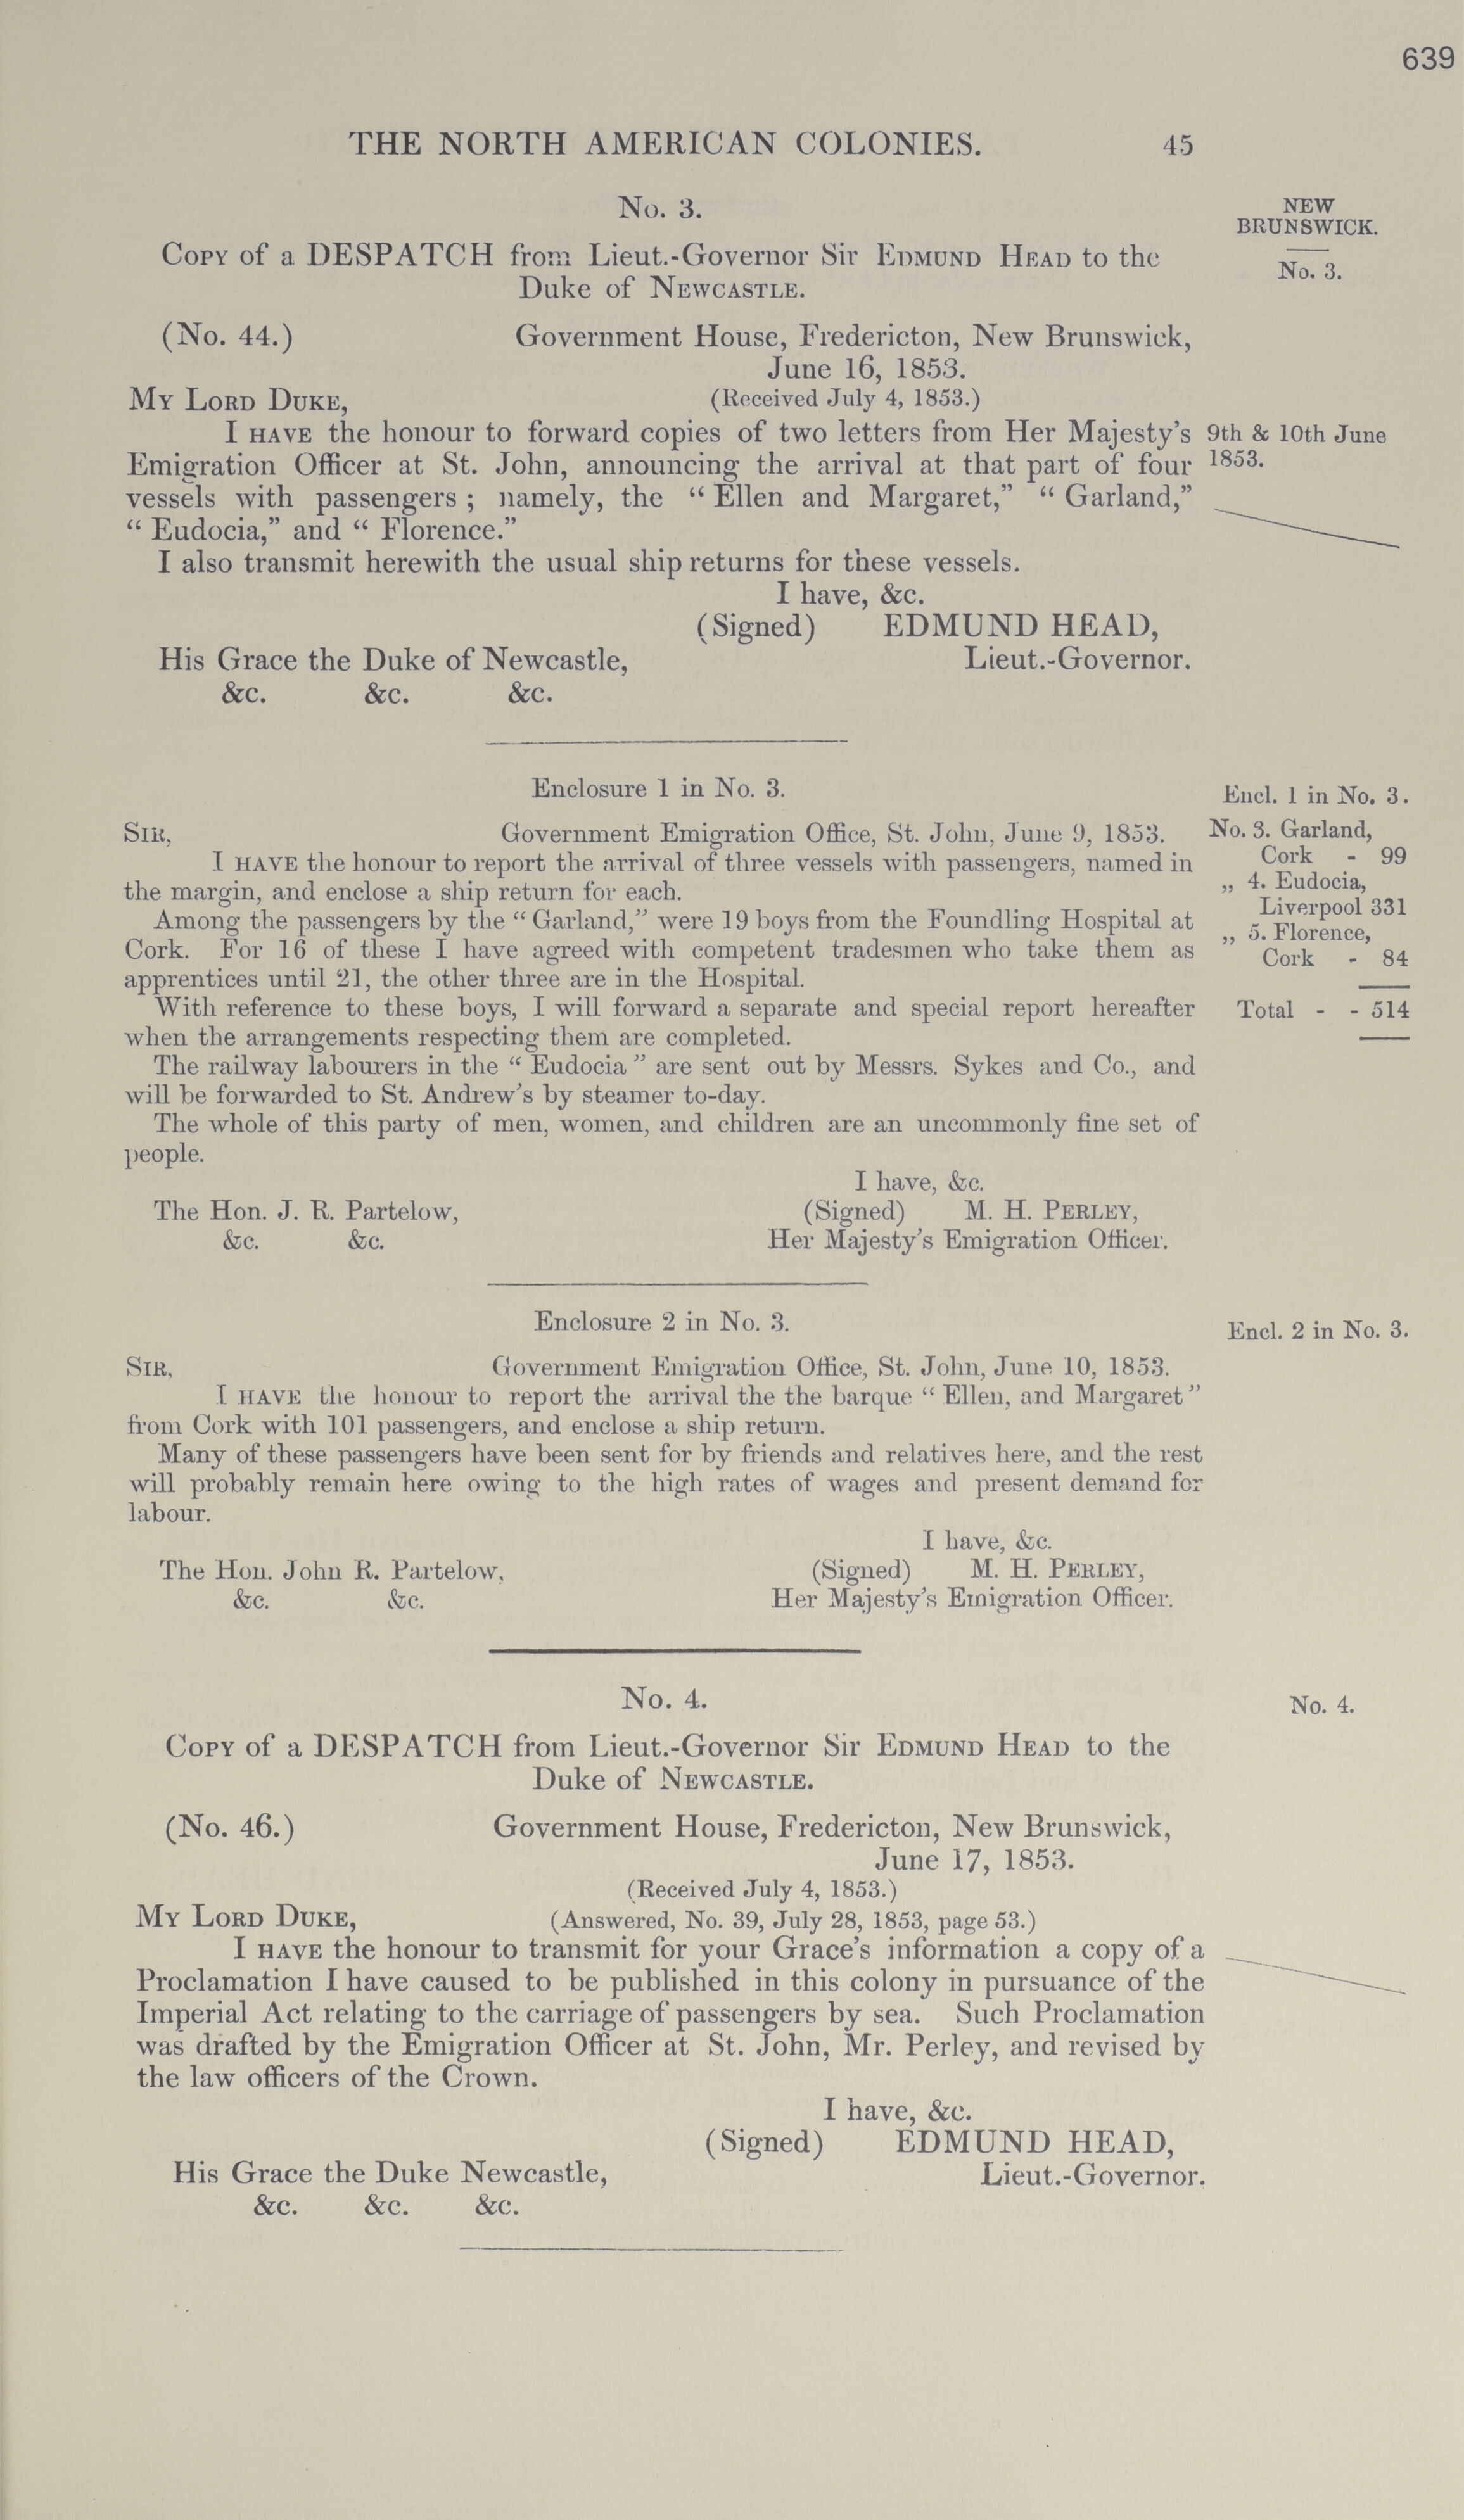 639
THE NORTH AMERICAN COLONIES. 45
NEW
BRUNSWICK.
No. 3.
No. 3.
COPY of a DESPATCH from Lieut.-Governor Sir EDMUND HEAD to the
Duke of NEWCASTLE.
(No. 44.) Government House, Fredericton, New Brunswick,
June 16, 1853.
MY LORD DUKE, (Received July 4, 1853.)
I HAVE the honour to forward copies of two letters from Her Majesty's
Emigration Officer at St. John, announcing the arrival at that part of four
vessels with passengers; namely, the "Ellen and Margaret," "Garland,"
"Eudocia," and "Florence."
9th & 10th June
1853.
I also transmit herewith the usual ship returns for these vessels.
I have, &c.
(Signed) EDMUND HEAD,
His Grace the Duke of Newcastle, Lieut.-Governor.
&c. &c. &c.
Enclosure 1 in No. 3.
Encl. 1 in No. 3.
SIR, Government Emigration Office, St. John, June 9, 1853.
I HAVE the honour to report the arrival of three vessels with passengers, named in
the margin, and enclose a ship return for each.
Among the passengers by the "Garland," were 19 boys from the Foundling Hospital at
Cork. For 16 of these I have agreed with competent tradesmen who take them as
apprentices until 21, the other three are in the Hospital.
With reference to these boys, I will forward a separate and special report hereafter
when the arrangements respecting them are completed.
The railway labourers in the "Eudocia" are sent out by Messrs. Sykes and Co., and
will be forwarded to St. Andrew's by steamer to-day.
The whole of this party of men, women, and children are an uncommonly fine set of
people.
No. 3. Garland,
Cork - 99
„ 4. Eudocia,
Liverpool 331
„ 5. Florence,
Cork - 84
Total - - 514
I have, &c.
The Hon. J. R. Partelow, (Signed) M. H. PERLEY,
&c. &c. Her Majesty's Emigration Officer.
Enclosure 2 in No. 3.
Encl. 2 in No. 3.
SIR, Government Emigration Office, St. John, June 10, 1853.
I HAVE the honour to report the arrival the the barque "Ellen, and Margaret"
from Cork with 101 passengers, and enclose a ship return.
Many of these passengers have been sent for by friends and relatives here, and the rest
will probably remain here owing to the high rates of wages and present demand for
labour.
I have, &c.
The Hon. John R. Partelow, (Signed) M. H. PERLEY,
&c. &c. Her Majesty's Emigration Officer.
No. 4.
No. 4.
COPY of a DESPATCH from Lieut.-Governor Sir EDMUND HEAD to the
Duke of NEWCASTLE.
(No. 46.) Government House, Fredericton, New Brunswick,
June 17, 1853.
(Received July 4, 1853.)
MY LORD DUKE, (Answered, No. 39, July 28, 1853, page 53.)
I HAVE the honour to transmit for your Grace's information a copy of a
Proclamation I have caused to be published in this colony in pursuance of the
Imperial Act relating to the carriage of passengers by sea. Such Proclamation
was drafted by the Emigration Officer at St. John, Mr. Perley, and revised by
the law officers of the Crown.
I have, &c.
(Signed) EDMUND HEAD,
His Grace the Duke Newcastle, Lieut.-Governor.
&c. &c. &c.